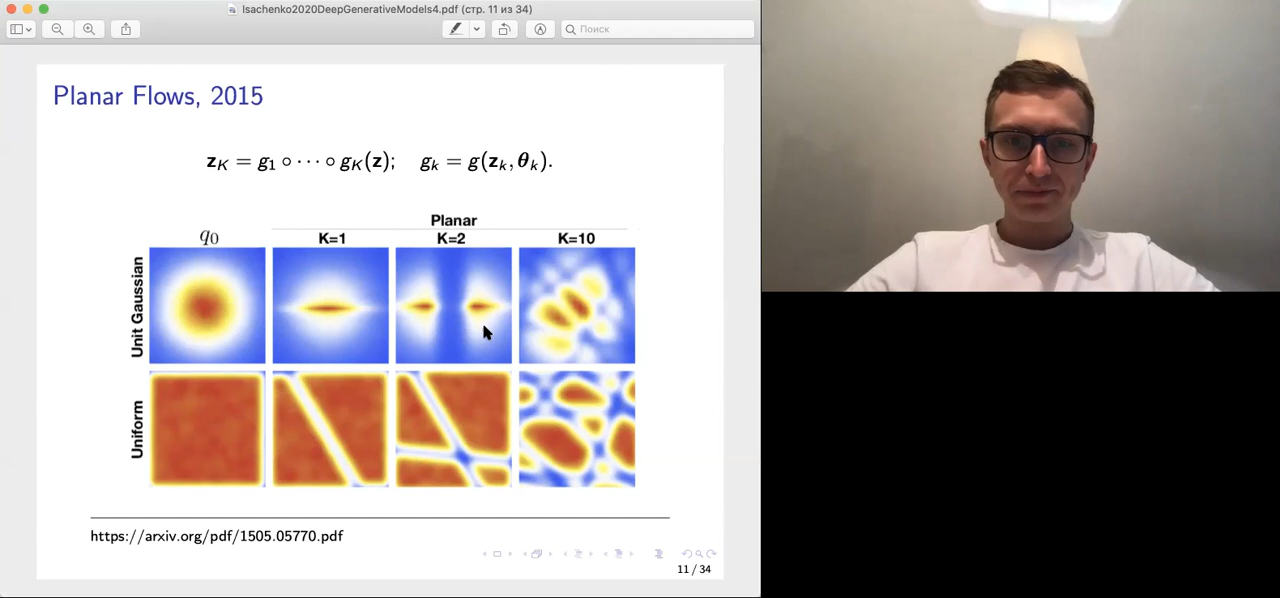 Isachenko2020DeepGenerativeModels4.pdf (стр. 11 из 34)
Поиск
Planar Flows, 2015
z_K = g_1 ∘ ⋯ ∘ g_K(z); g_k = g(z_k, θ_k).
Planar
q_0 K=1 K=2 K=10
Unit Gaussian
Uniform
https://arxiv.org/pdf/1505.05770.pdf
11 / 34